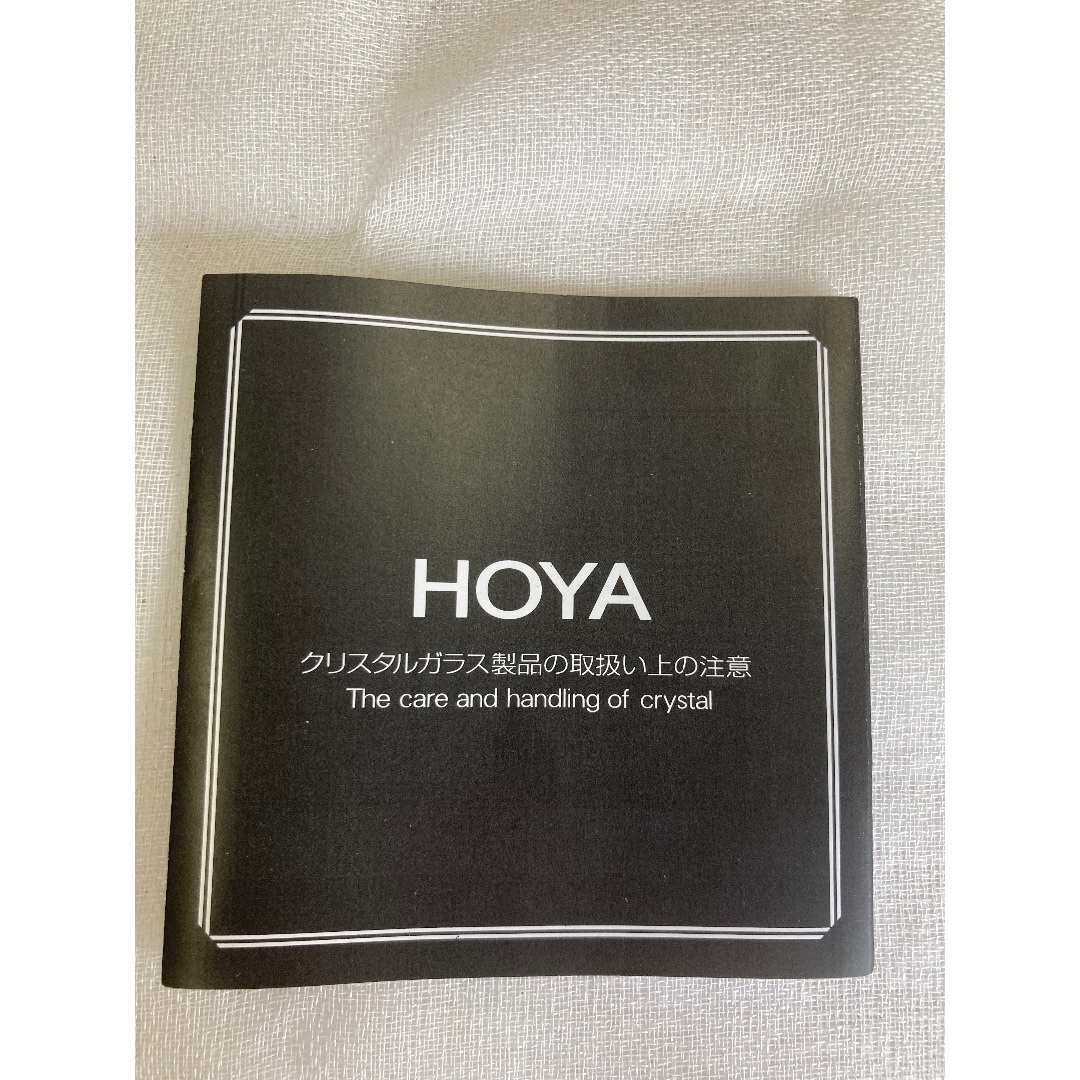 HOYA
クリスタルガラス製品の取扱い上の注意
The care and handling of crystal